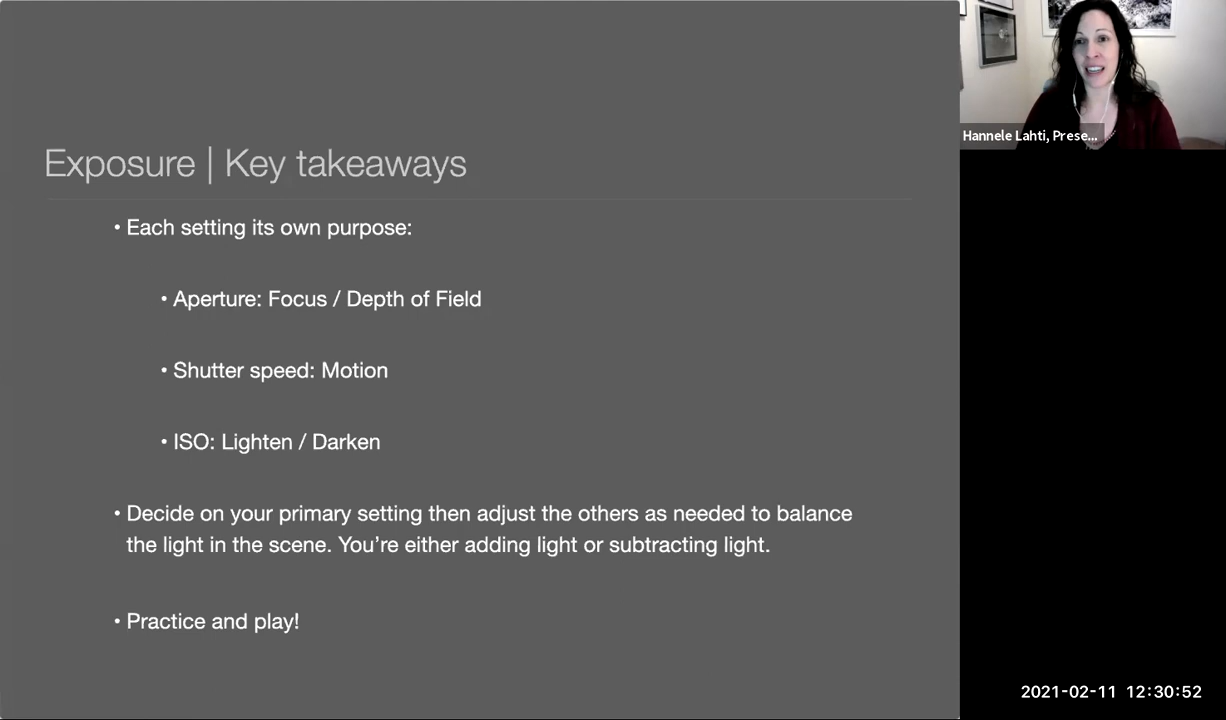 Exposure | Key takeaways
• Each setting its own purpose:
• Aperture: Focus / Depth of Field
• Shutter speed: Motion
• ISO: Lighten / Darken
• Decide on your primary setting then adjust the others as needed to balance
the light in the scene. You’re either adding light or subtracting light.
• Practice and play!
Hannele Lahti, Prese...
2021-02-11 12:30:52